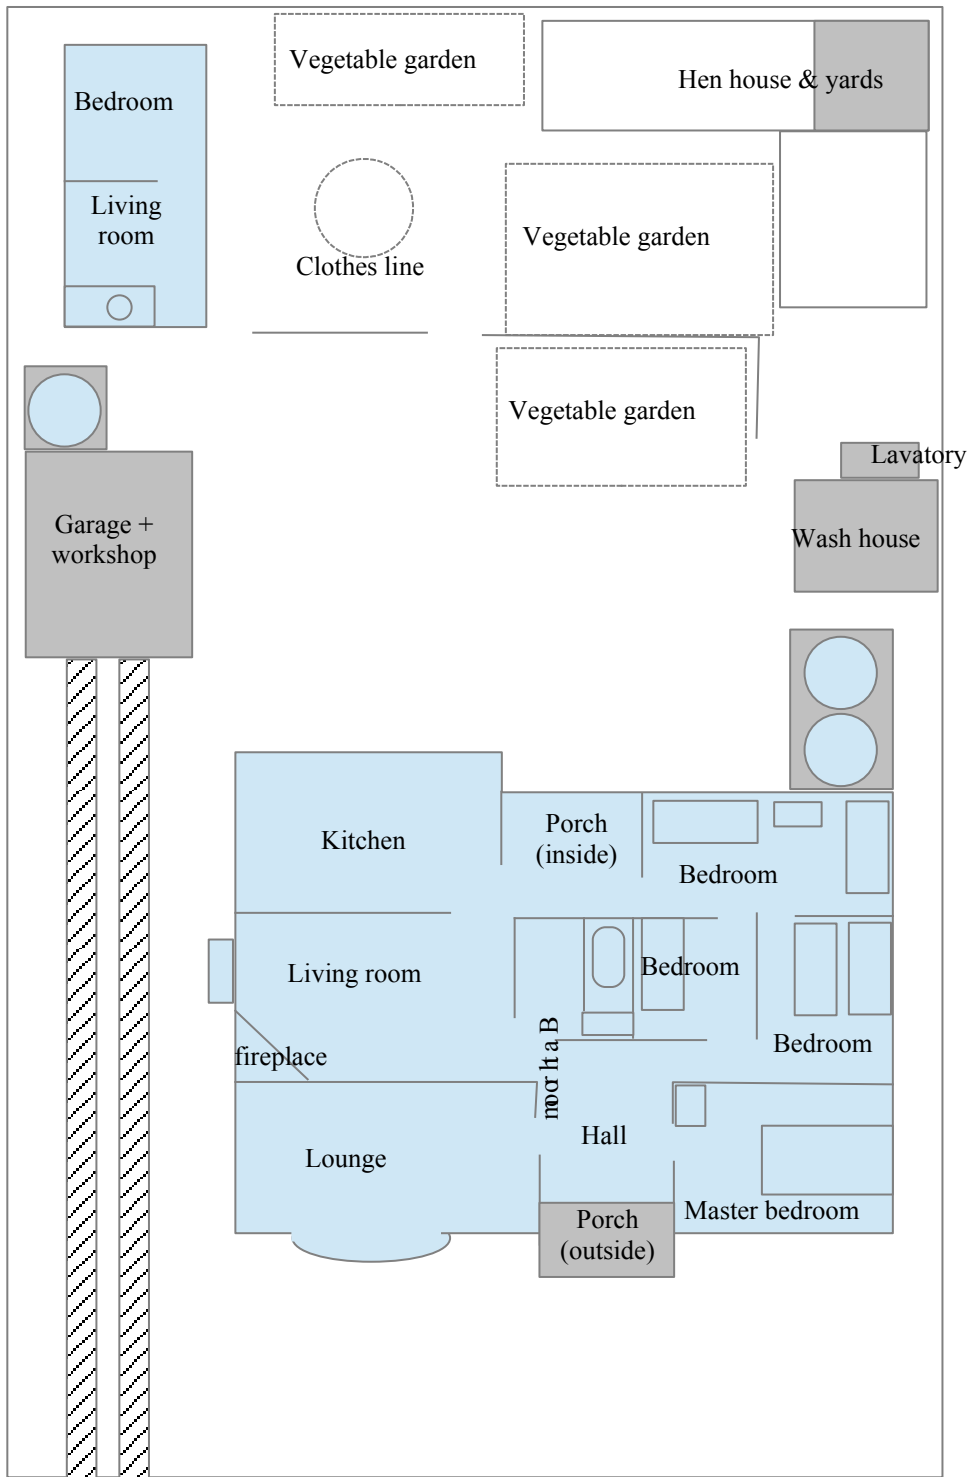 Vegetable garden
Hen house & yards
Bedroom
Living
room
Vegetable garden
Clothes line
Vegetable garden
Lavatory
Garage +
workshop
Wash house
Kitchen
Porch
(inside)
Bedroom
Living room
Bedroom
Bathroom
Bedroom
fireplace
Hall
Lounge
Master bedroom
Porch
(outside)